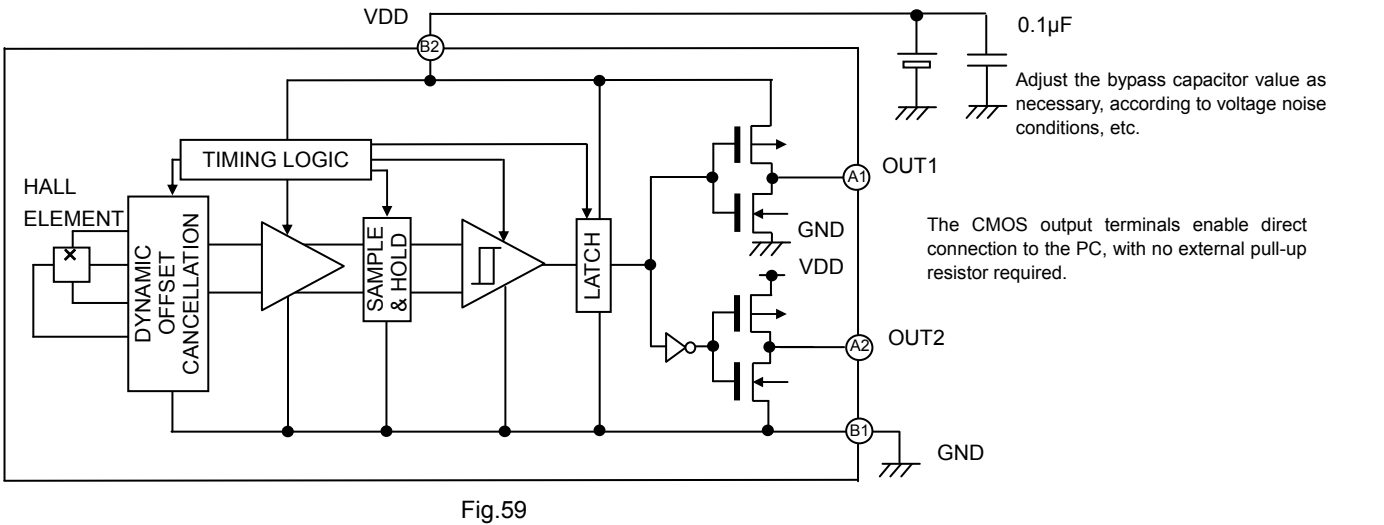 VDD
B2
0.1µF
Adjust the bypass capacitor value as
necessary, according to voltage noise
conditions, etc.
TIMING LOGIC
HALL
ELEMENT
DYNAMIC
OFFSET
CANCELLATION
SAMPLE
& HOLD
LATCH
A1
OUT1
GND
VDD
The CMOS output terminals enable direct
connection to the PC, with no external pull-up
resistor required.
A2
OUT2
B1
GND
Fig.59